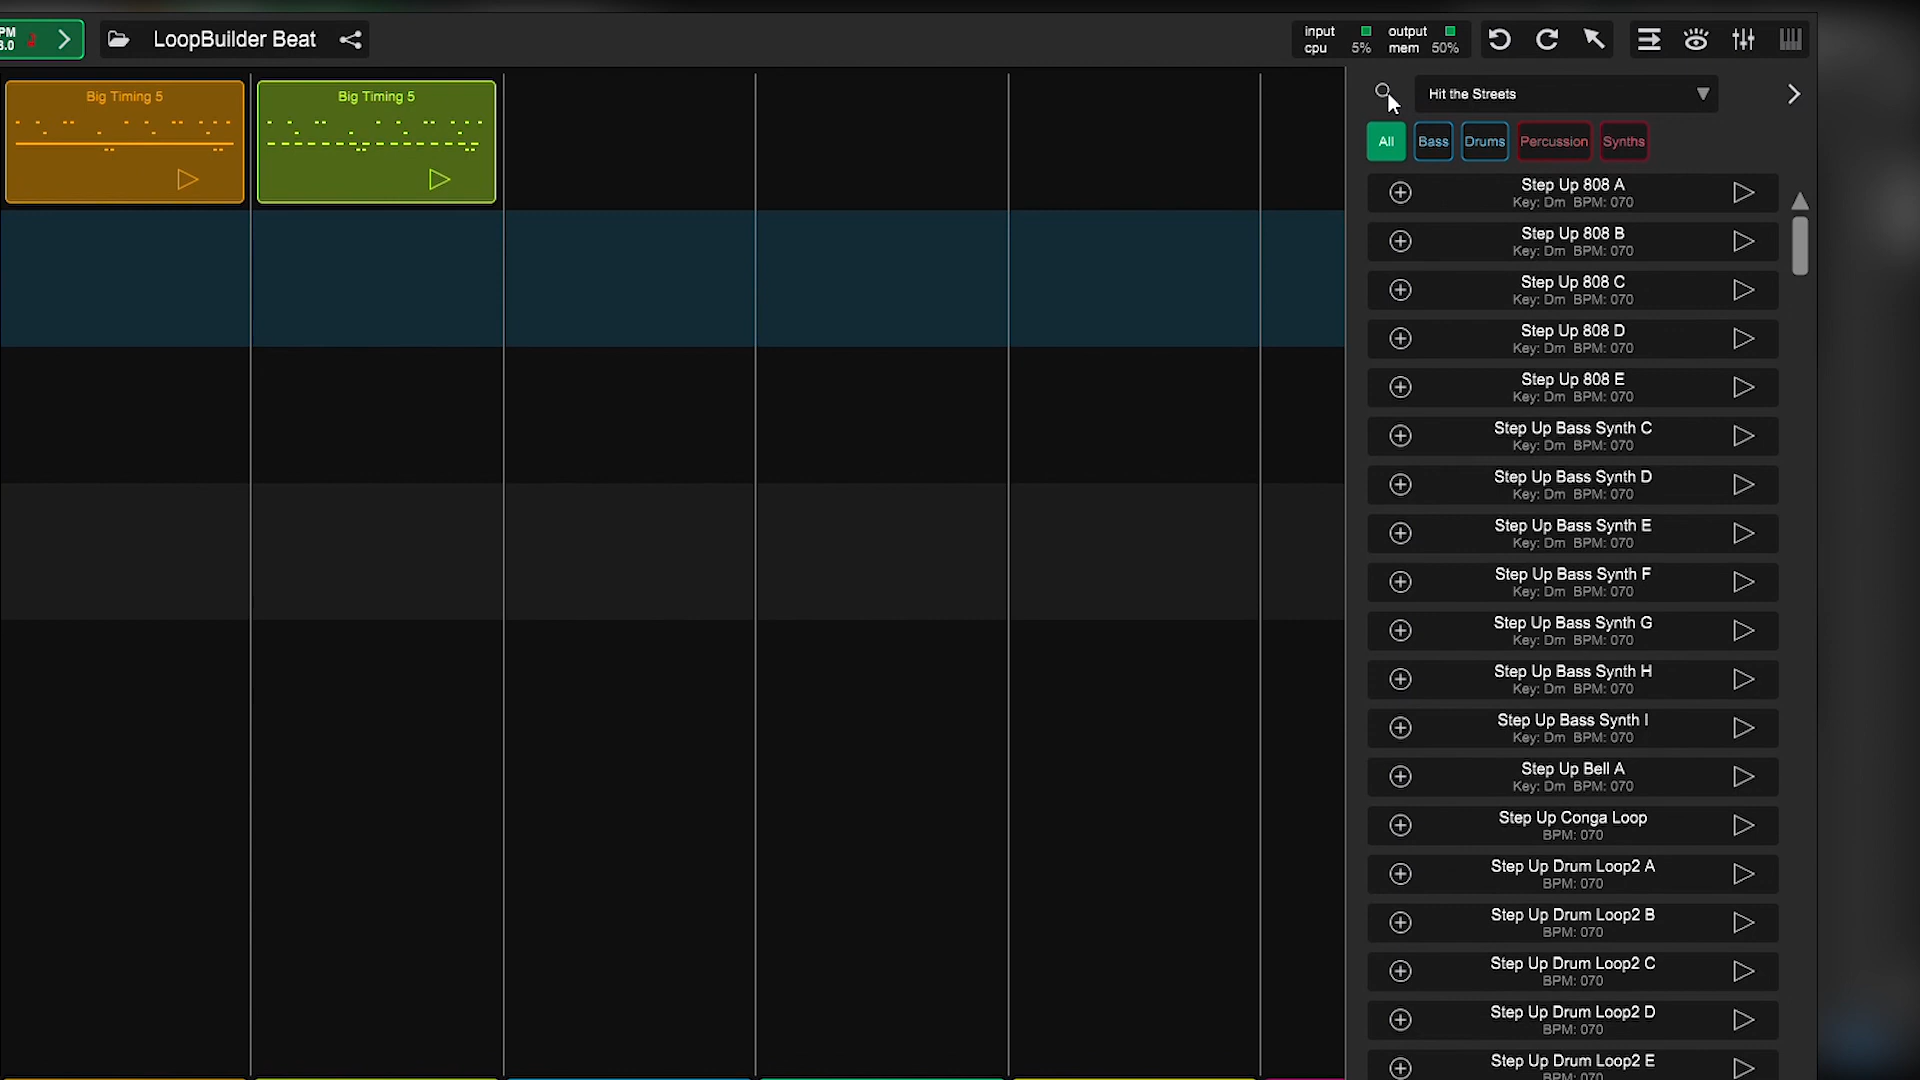 PM
3.0
LoopBuilder Beat
input
cpu 5%
output
mem 50%
Big Timing 5
Big Timing 5
Hit the Streets
All Bass Drums Percussion Synths
Step Up 808 A
Key: Dm BPM: 070
Step Up 808 B
Key: Dm BPM: 070
Step Up 808 C
Key: Dm BPM: 070
Step Up 808 D
Key: Dm BPM: 070
Step Up 808 E
Key: Dm BPM: 070
Step Up Bass Synth C
Key: Dm BPM: 070
Step Up Bass Synth D
Key: Dm BPM: 070
Step Up Bass Synth E
Key: Dm BPM: 070
Step Up Bass Synth F
Key: Dm BPM: 070
Step Up Bass Synth G
Key: Dm BPM: 070
Step Up Bass Synth H
Key: Dm BPM: 070
Step Up Bass Synth I
Key: Dm BPM: 070
Step Up Bell A
Key: Dm BPM: 070
Step Up Conga Loop
BPM: 070
Step Up Drum Loop2 A
BPM: 070
Step Up Drum Loop2 B
BPM: 070
Step Up Drum Loop2 C
BPM: 070
Step Up Drum Loop2 D
BPM: 070
Step Up Drum Loop2 E
BPM: 070